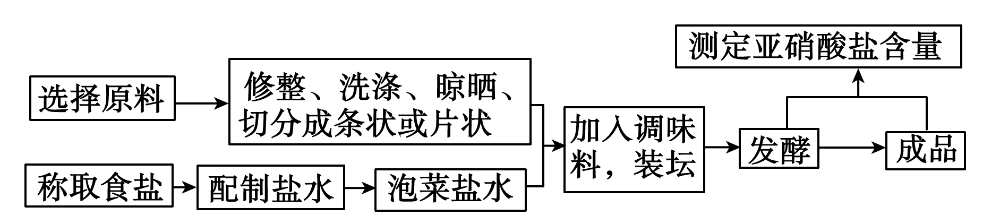 测定亚硝酸盐含量
选择原料
修整、洗涤、晾晒、
切分成条状或片状
加入调味
料，装坛
发酵
成品
称取食盐
配制盐水
泡菜盐水